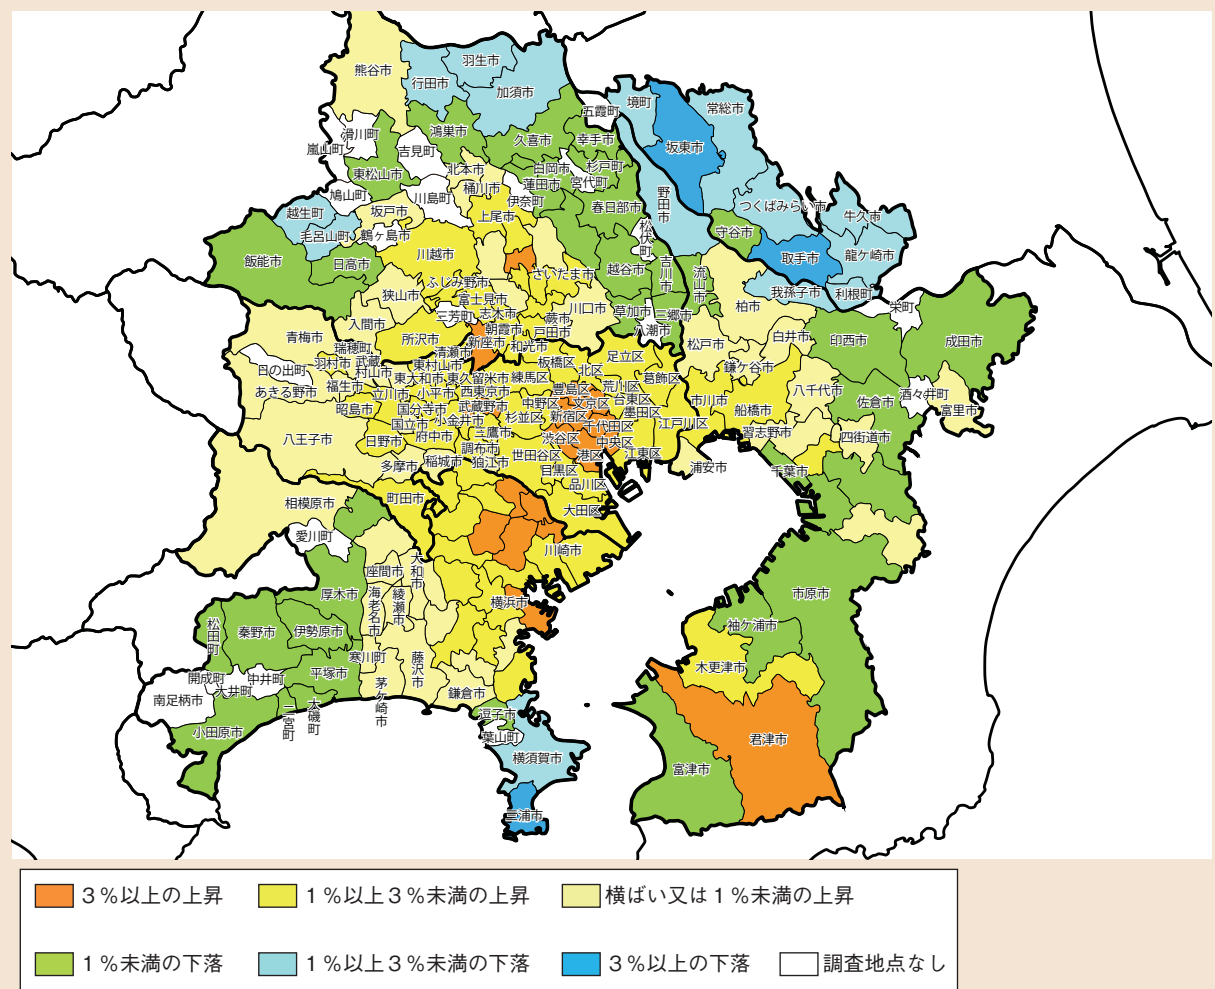 熊谷市
行田市
羽生市
加須市
五霞町
境町
常総市
坂東市
滑川町
嵐山町
鴻巣市
吉見町
久喜市
幸手市
東松山市
北本市
白岡市
杉戸町
宮代町
蓮田市
桶川市
伊奈町
鳩山町
川島町
坂戸市
上尾市
春日部市
野田市
松伏町
つくばみらい市
牛久市
越生町
毛呂山町
鶴ヶ島市
川越市
守谷市
取手市
龍ケ崎市
飯能市
日高市
さいたま市
越谷市
吉川市
流山市
柏市
我孫子市
利根町
栄町
ふじみ野市
狭山市
富士見市
三芳町
志木市
川口市
蕨市
戸田市
草加市
三郷市
八潮市
入間市
所沢市
朝霞市
新座市
和光市
松戸市
白井市
印西市
成田市
青梅市
瑞穂町
羽村市
武蔵
村山市
清瀬市
東村山市
日の出町
あきる野市
福生市
立川市
東大和市
小平市
東久留米市
西東京市
練馬区
板橋区
北区
足立区
葛飾区
鎌ケ谷市
八千代市
佐倉市
酒々井町
富里市
昭島市
国分寺市
国立市
小金井市
武蔵野市
杉並区
中野区
豊島区
新宿区
文京区
荒川区
台東区
墨田区
千代田区
江戸川区
市川市
船橋市
習志野市
四街道市
八王子市
日野市
府中市
三鷹市
調布市
渋谷区
港区
中央区
江東区
浦安市
千葉市
多摩市
稲城市
狛江市
世田谷区
目黒区
品川区
大田区
相模原市
町田市
愛川町
川崎市
厚木市
座間市
大和市
海老名市
綾瀬市
横浜市
市原市
袖ケ浦市
木更津市
松田町
秦野市
伊勢原市
寒川町
藤沢市
平塚市
開成町
大井町
中井町
南足柄市
茅ヶ崎市
鎌倉市
小田原市
二宮町
大磯町
逗子市
葉山町
横須賀市
三浦市
君津市
富津市
３％以上の上昇
１％以上３％未満の上昇
横ばい又は１％未満の上昇
１％未満の下落
１％以上３％未満の下落
３％以上の下落
調査地点なし